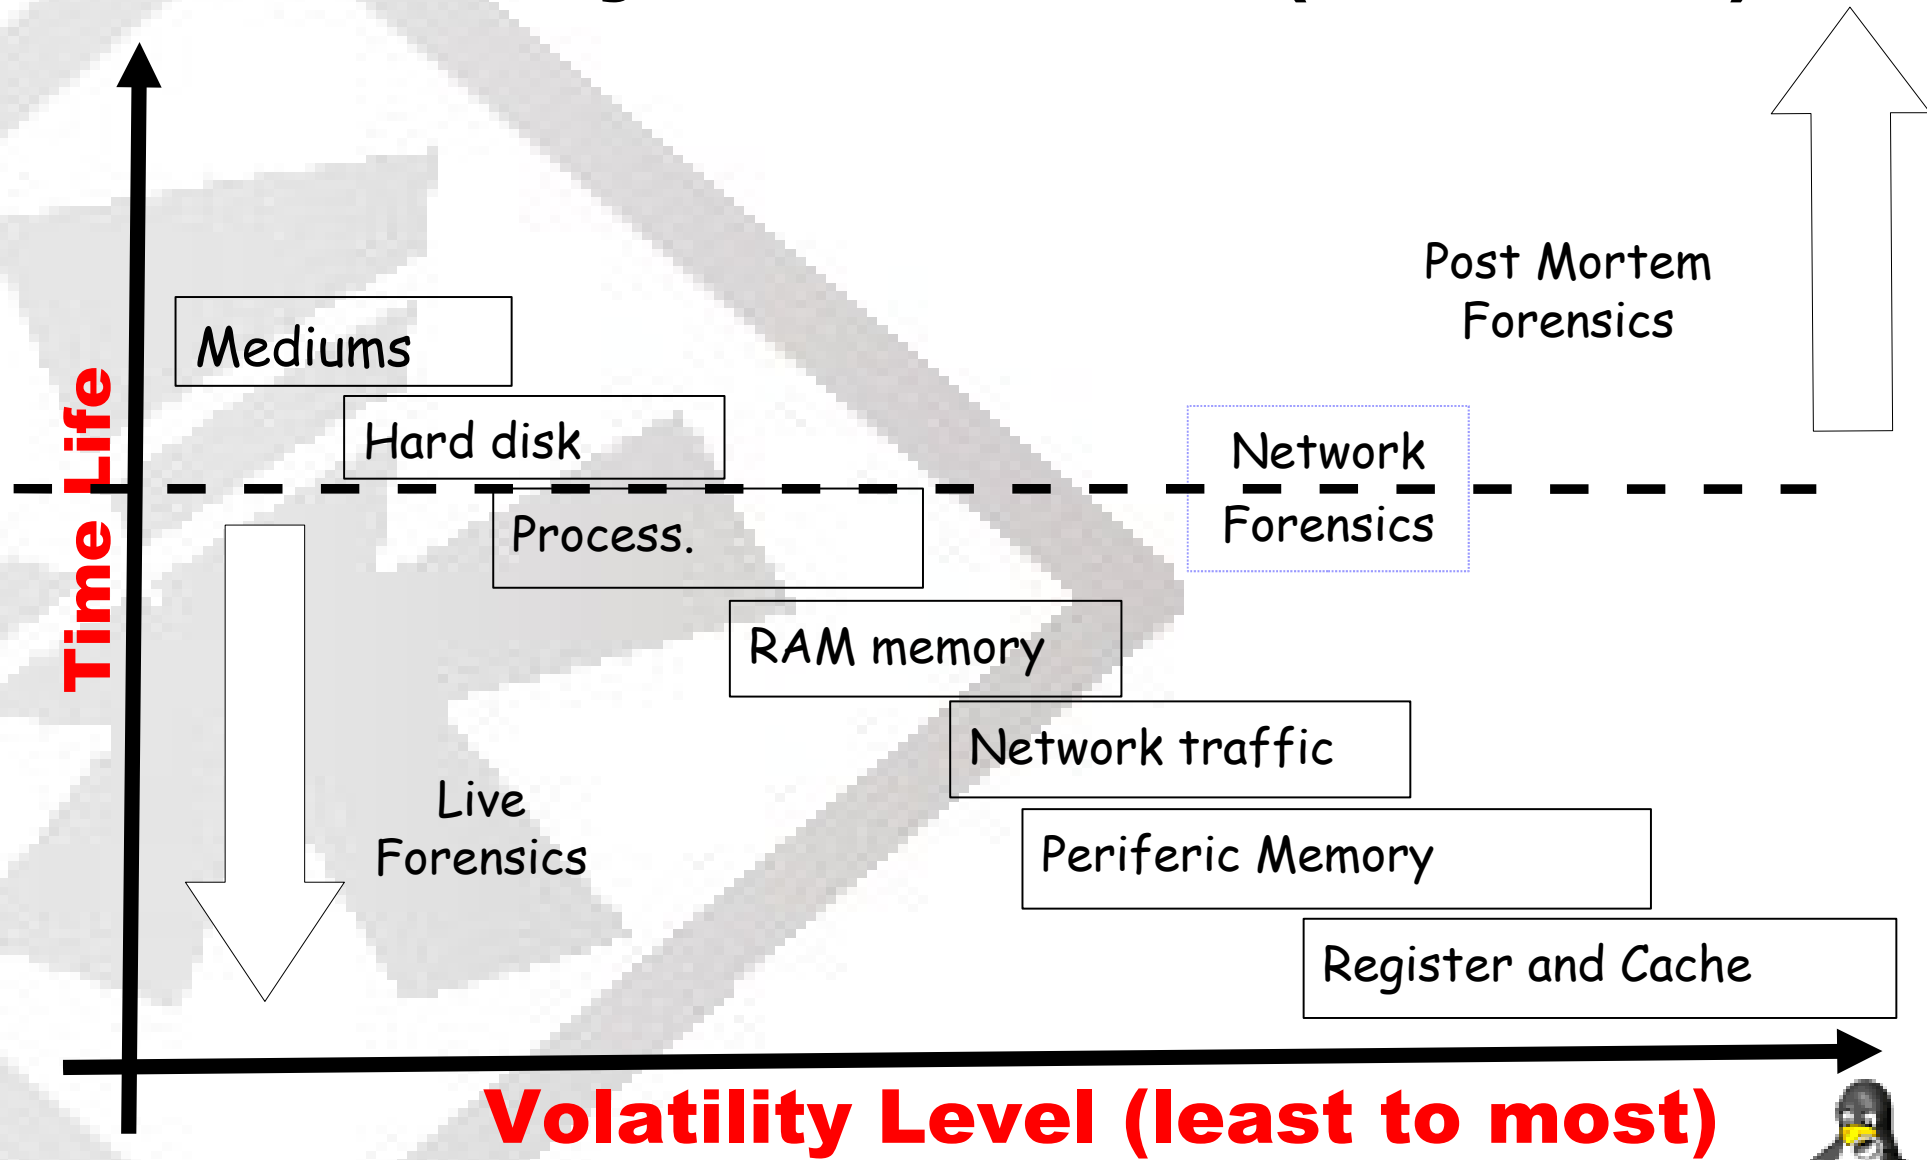 Post Mortem
Forensics
Mediums
Hard disk
Network
Forensics
Process.
RAM memory
Network traffic
Live
Forensics
Periferic Memory
Register and Cache
Time Life
Volatility Level (least to most)